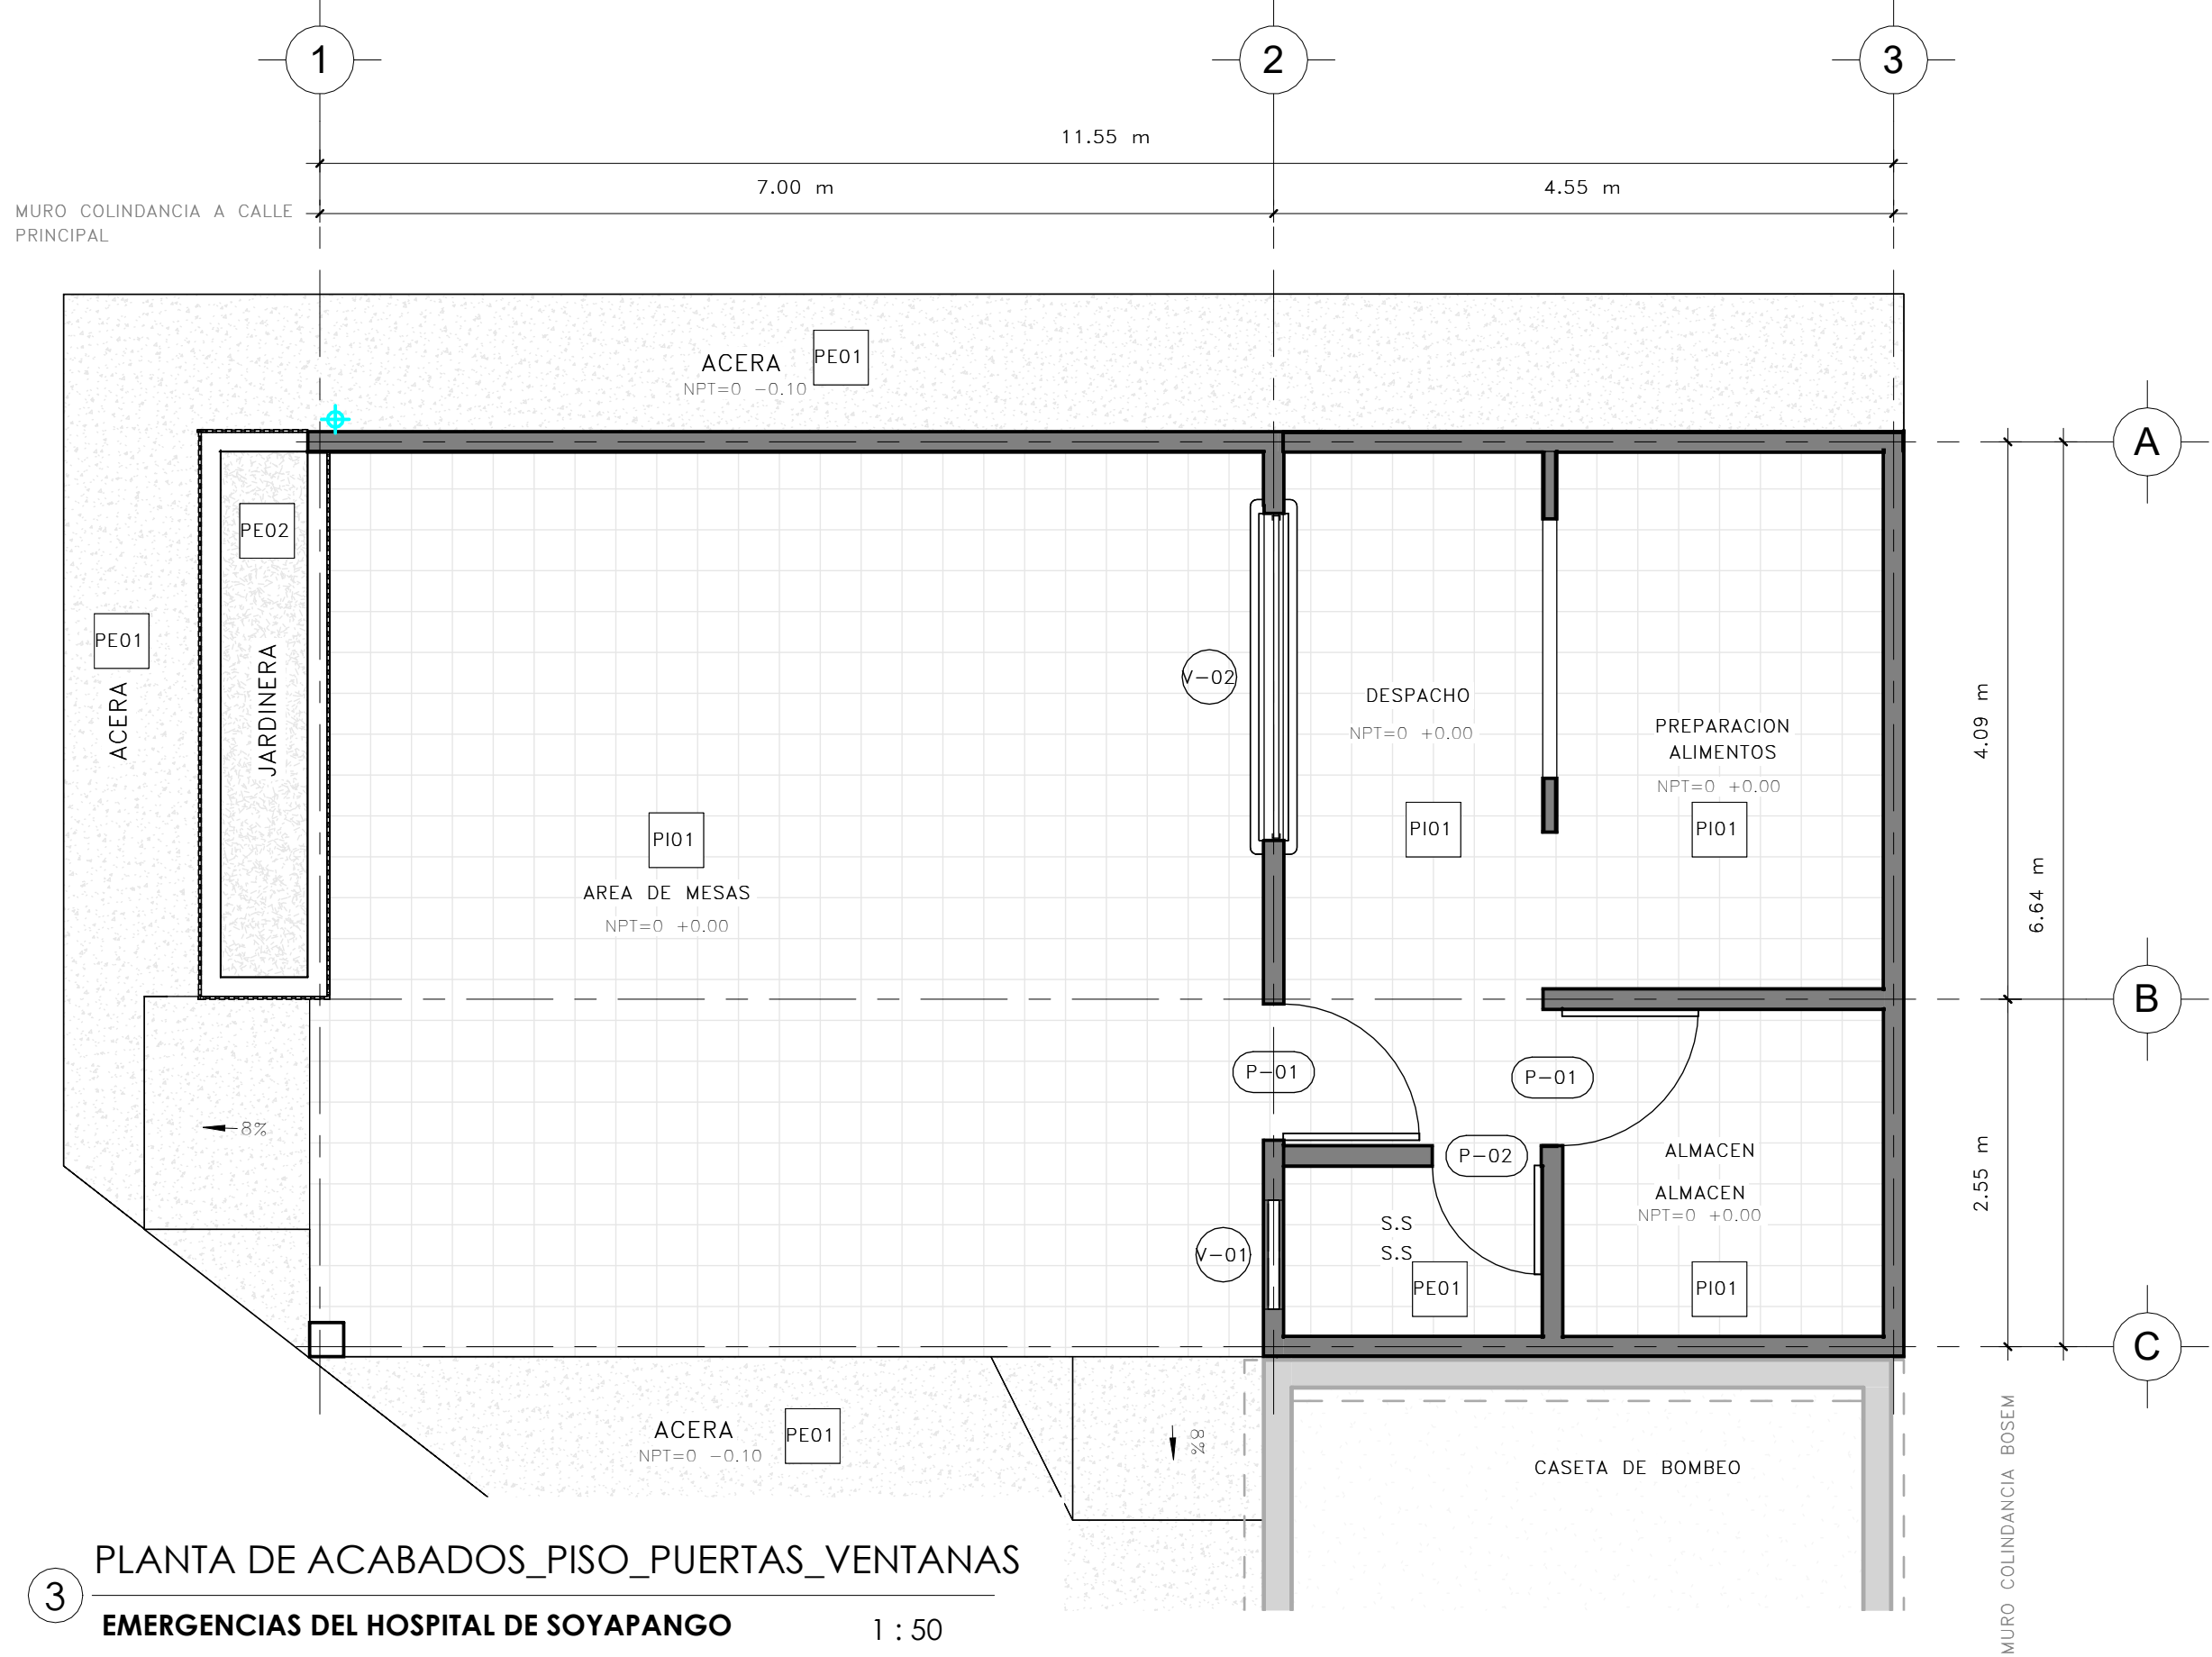 1
2
3
11.55 m
7.00 m
4.55 m
MURO COLINDANCIA A CALLE
PRINCIPAL
ACERA
PE01
NPT=0 -0.10
A
PE02
PE01
ACERA
JARDINERA
V-02
DESPACHO
NPT=0 +0.00
PREPARACION
ALIMENTOS
NPT=0 +0.00
4.09 m
6.64 m
PI01
PI01
PI01
AREA DE MESAS
NPT=0 +0.00
B
P-01
P-01
8%
P-02
ALMACEN
ALMACEN
NPT=0 +0.00
2.55 m
S.S
S.S
V-01
PE01
PI01
C
ACERA
PE01
NPT=0 -0.10
8%
CASETA DE BOMBEO
MURO COLINDANCIA BOSEM
3
PLANTA DE ACABADOS_PISO_PUERTAS_VENTANAS
EMERGENCIAS DEL HOSPITAL DE SOYAPANGO
1 : 50